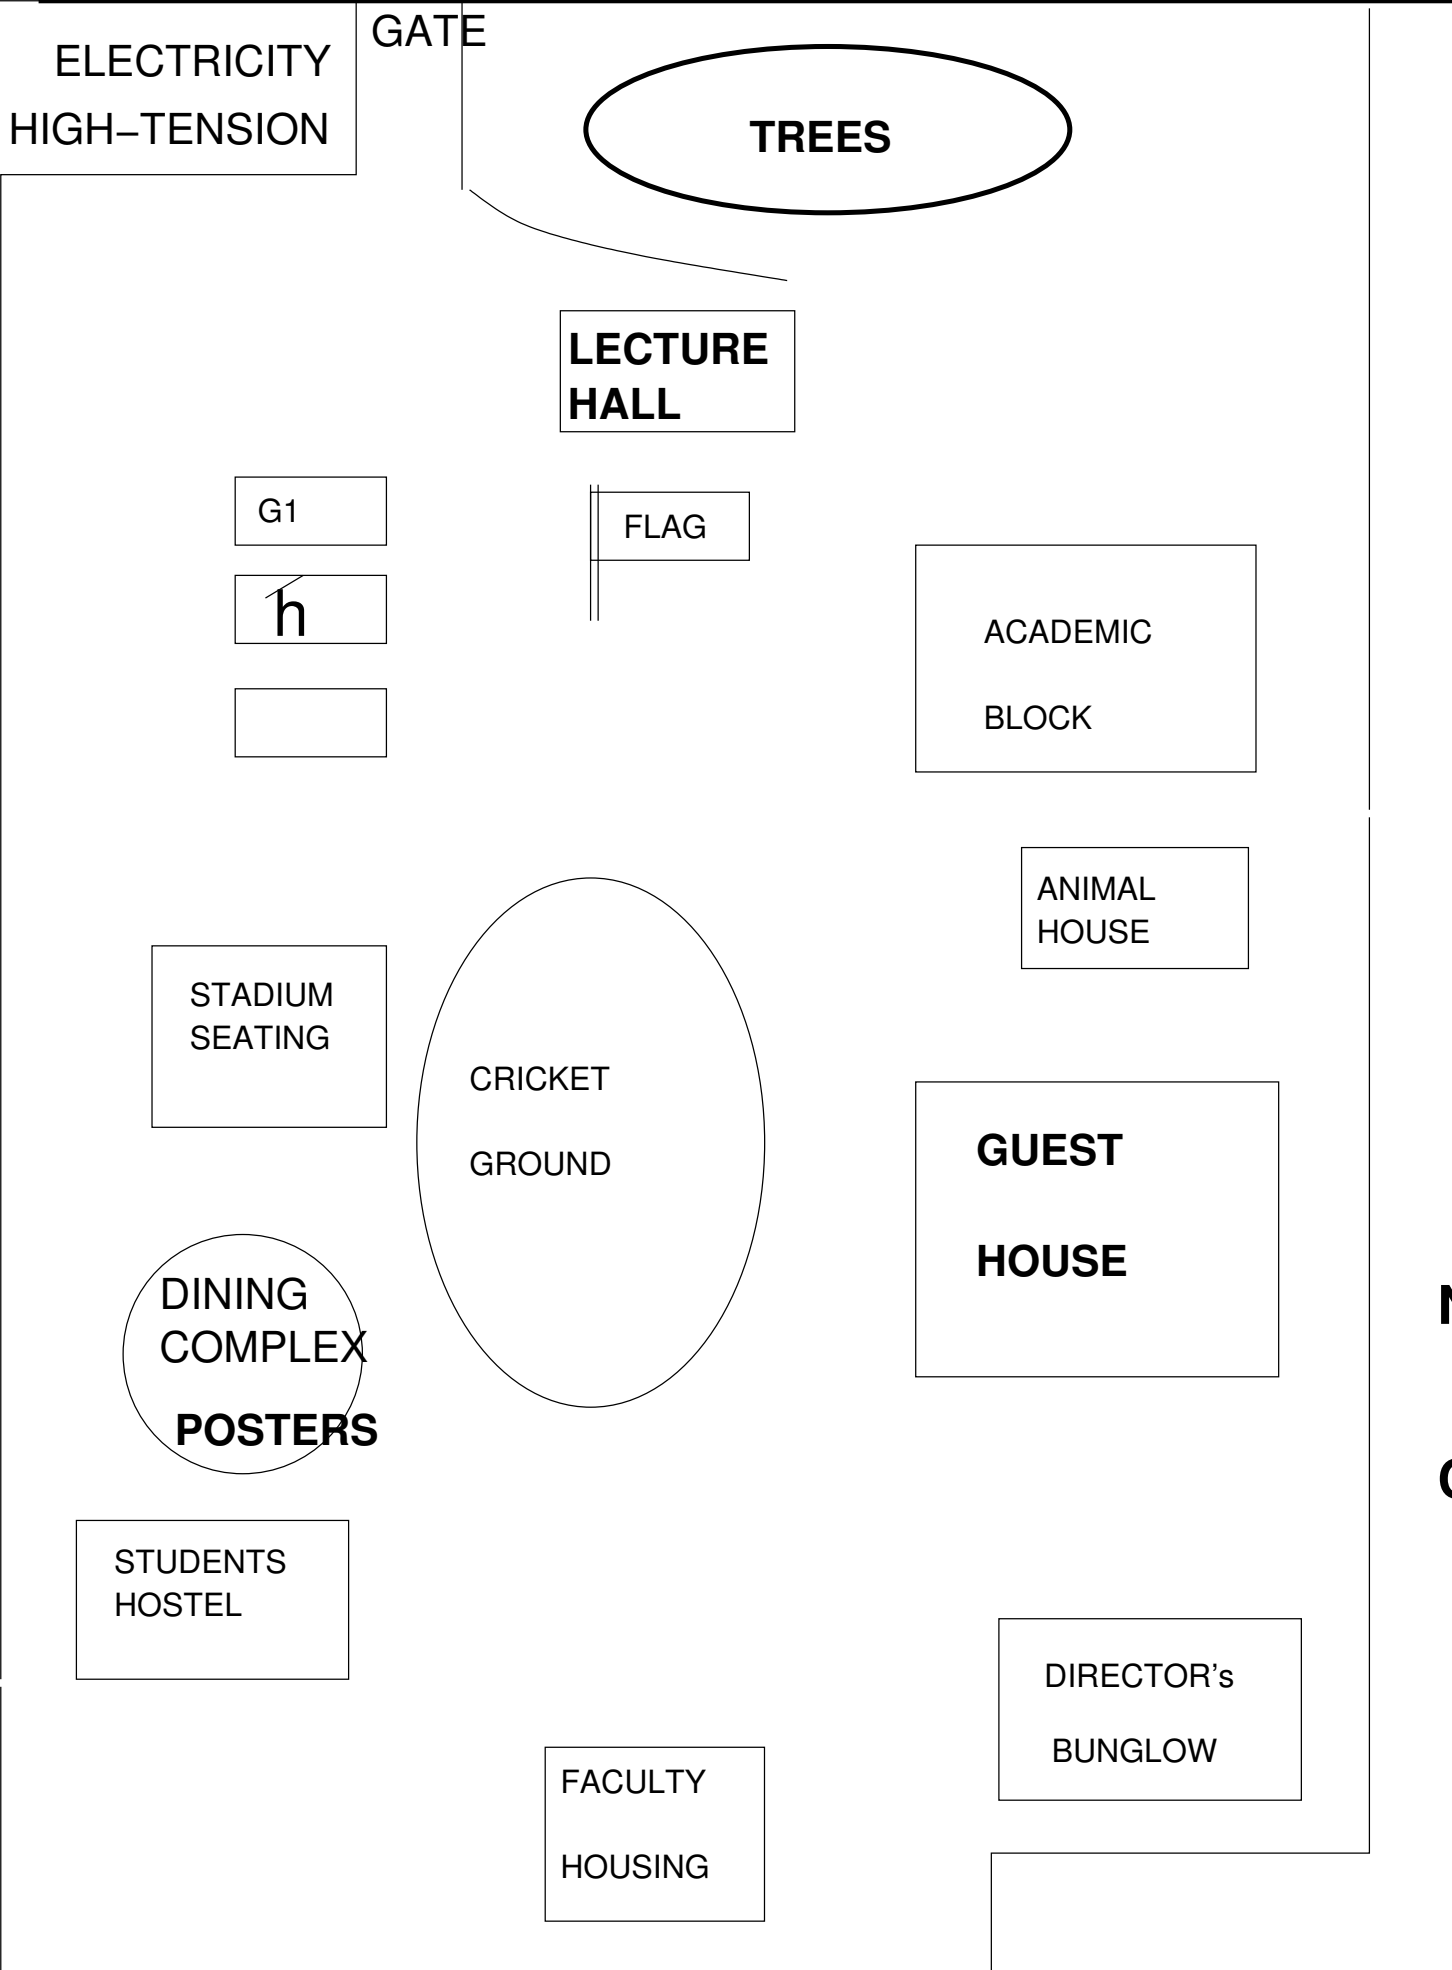 GATE
ELECTRICITY
HIGH–TENSION
TREES
LECTURE
HALL
G1
FLAG
h
ACADEMIC
BLOCK
ANIMAL
HOUSE
STADIUM
SEATING
CRICKET
GROUND
GUEST
HOUSE
DINING
COMPLEX
POSTERS
STUDENTS
HOSTEL
DIRECTOR's
BUNGLOW
FACULTY
HOUSING